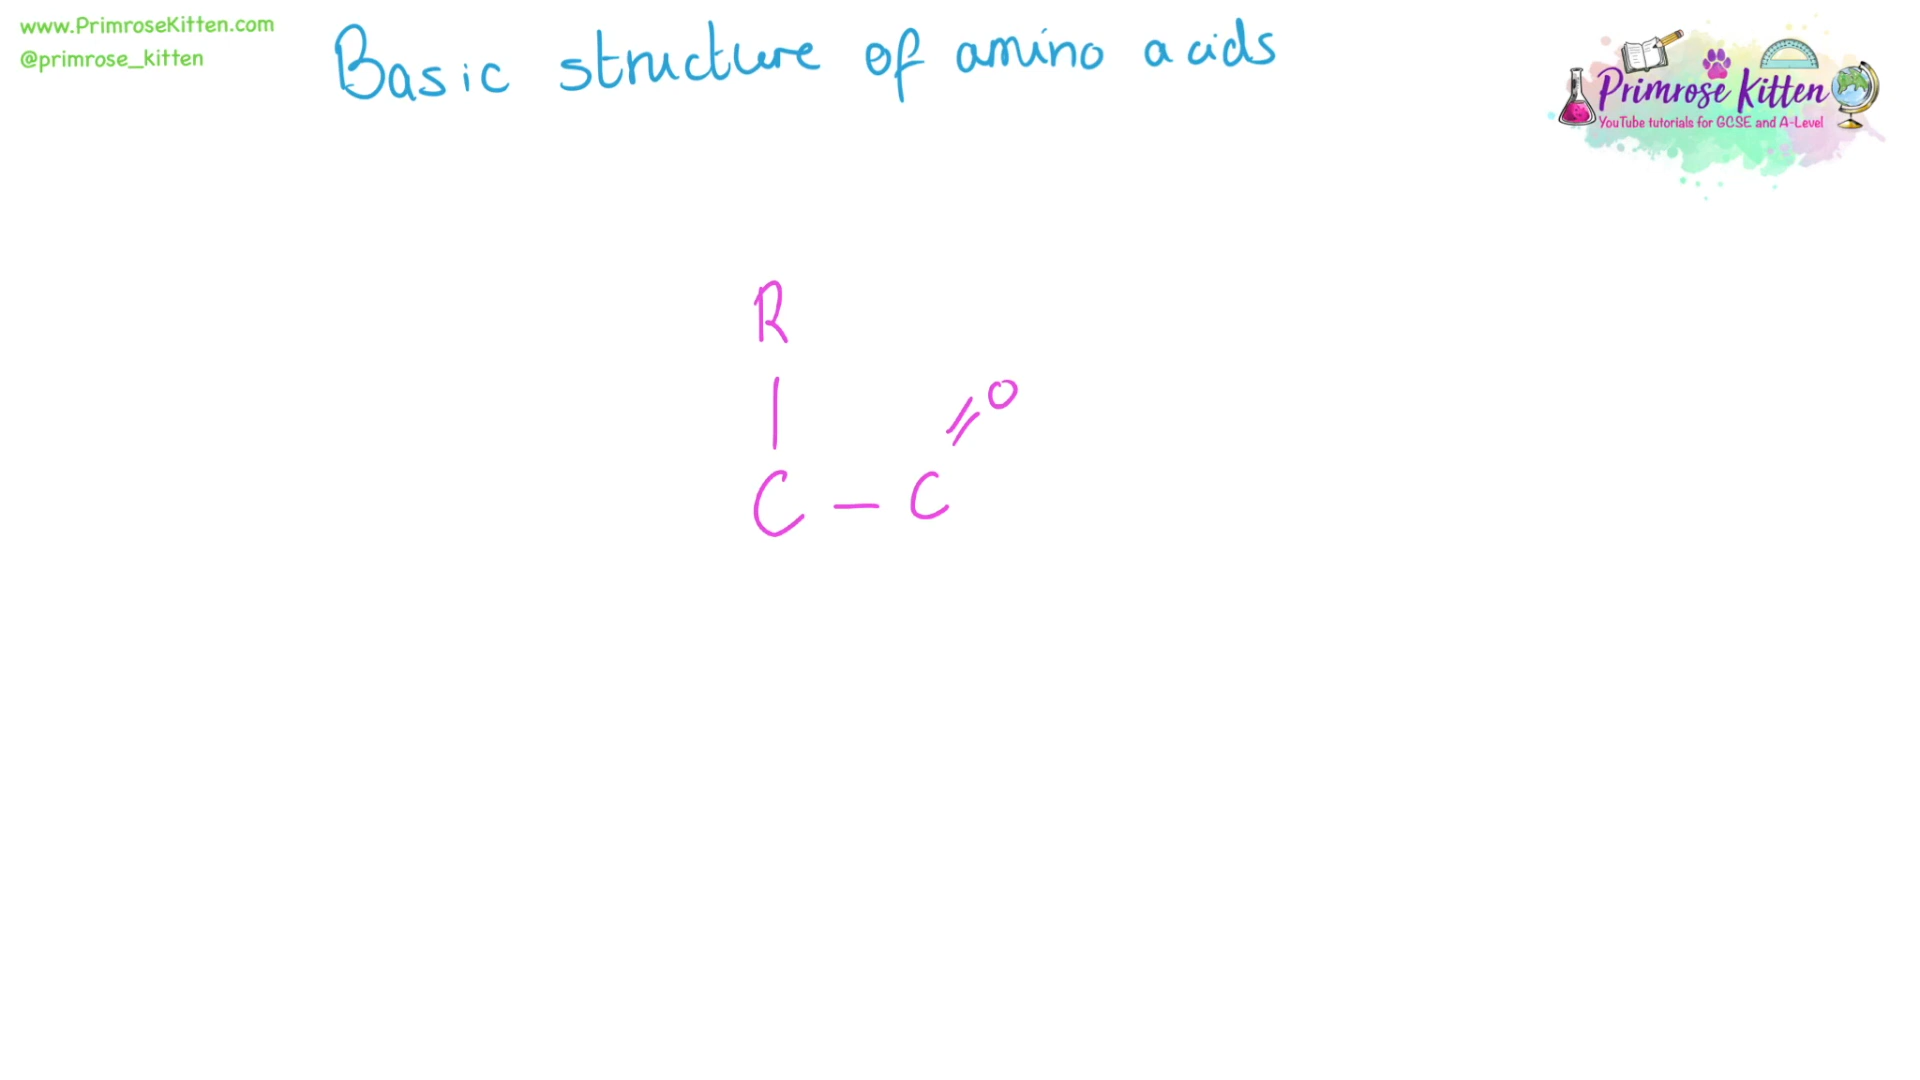 www.PrimroseKitten.com
@primrose_kitten
Basic structure of amino acids
Primrose Kitten
YouTube tutorials for GCSE and A-Level
R
O
C - C